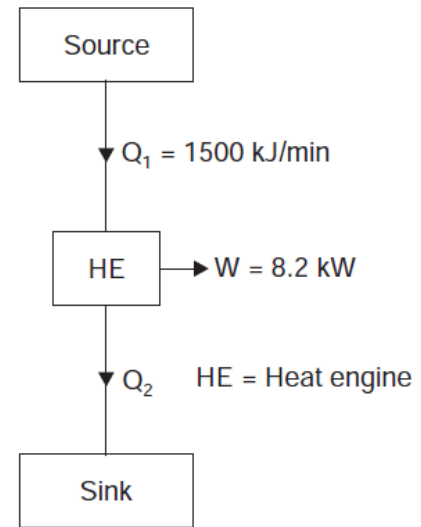 Source
Q₁ = 1500 kJ/min
HE
W = 8.2 kW
Q₂
HE = Heat engine
Sink